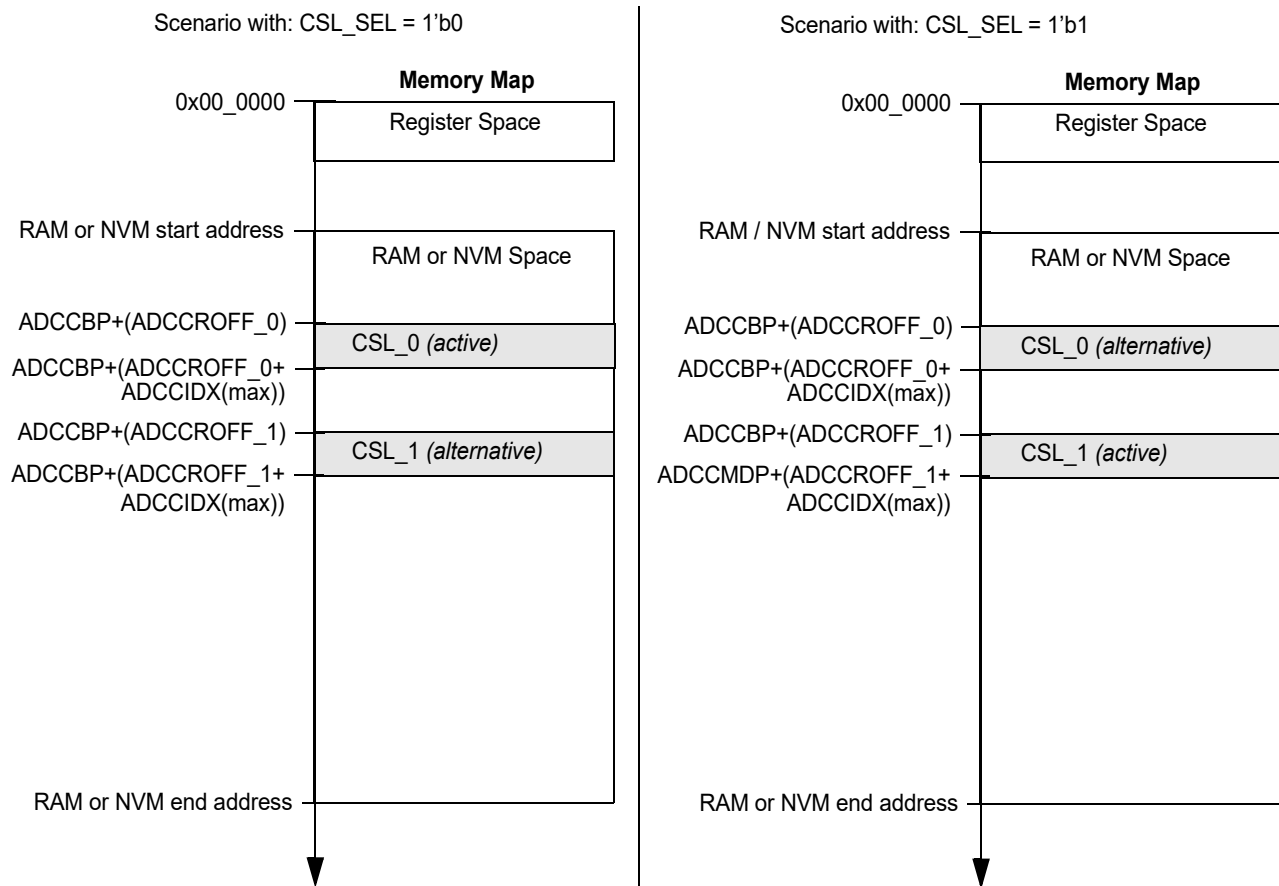 Scenario with: CSL_SEL = 1’b0
Memory Map
0x00_0000
Register Space
RAM or NVM start address
RAM or NVM Space
ADCCBP+(ADCCROFF_0)
CSL_0 (active)
ADCCBP+(ADCCROFF_0+
ADCCIDX(max))
ADCCBP+(ADCCROFF_1)
CSL_1 (alternative)
ADCCBP+(ADCCROFF_1+
ADCCIDX(max))
RAM or NVM end address
Scenario with: CSL_SEL = 1’b1
Memory Map
0x00_0000
Register Space
RAM / NVM start address
RAM or NVM Space
ADCCBP+(ADCCROFF_0)
CSL_0 (alternative)
ADCCBP+(ADCCROFF_0+
ADCCIDX(max))
ADCCBP+(ADCCROFF_1)
CSL_1 (active)
ADCCMDP+(ADCCROFF_1+
ADCCIDX(max))
RAM or NVM end address